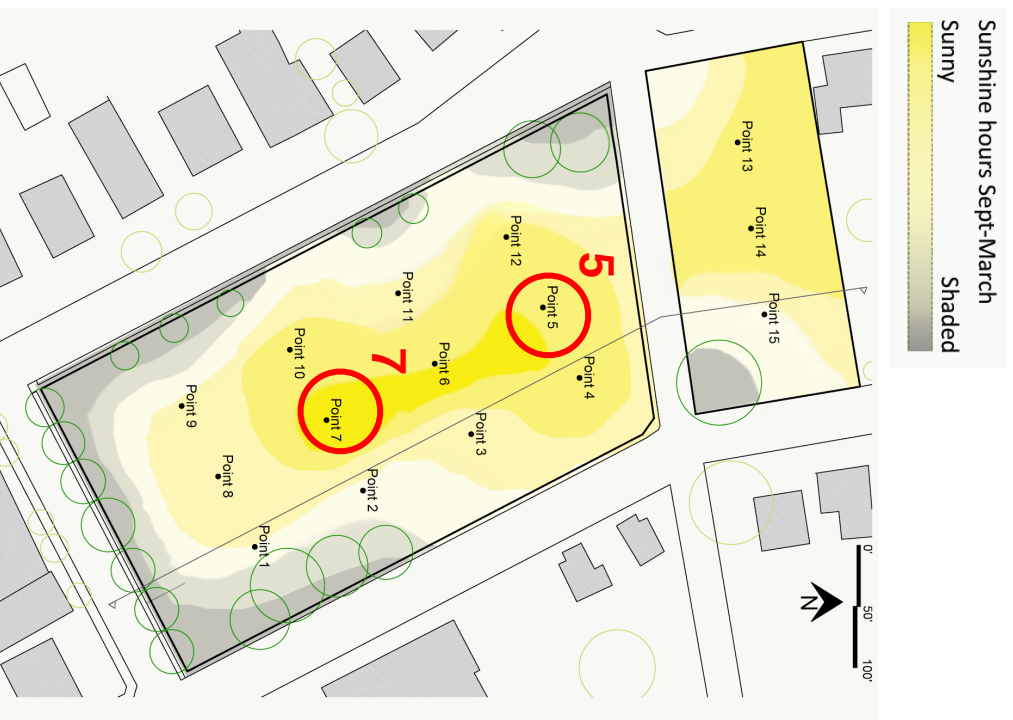 Sunshine hours Sept-March
Sunny
Shaded
Point 13
Point 14
Point 15
Point 12
5
Point 5
Point 4
Point 11
Point 6
Point 3
7
Point 10
Point 7
Point 2
Point 9
Point 8
Point 1
0'
50'
100'
N